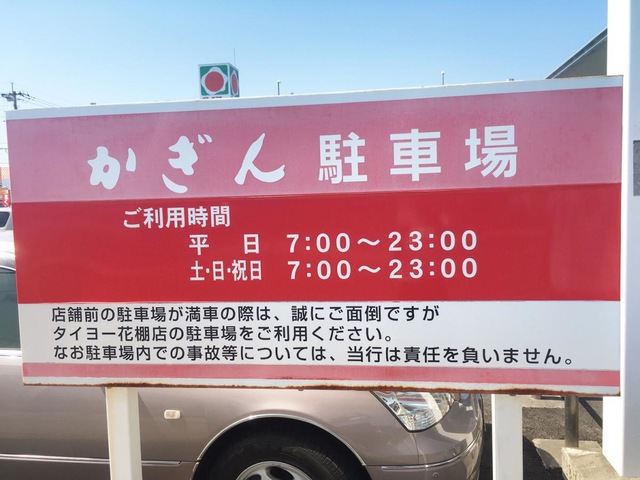 かぎん 駐車場
ご利用時間
平 日 7:00～23:00
土・日・祝日 7:00～23:00
店舗前の駐車場が満車の際は、誠にご面倒ですが
タイヨー花棚店の駐車場をご利用ください。
なお駐車場内での事故等については、当行は責任を負いません。